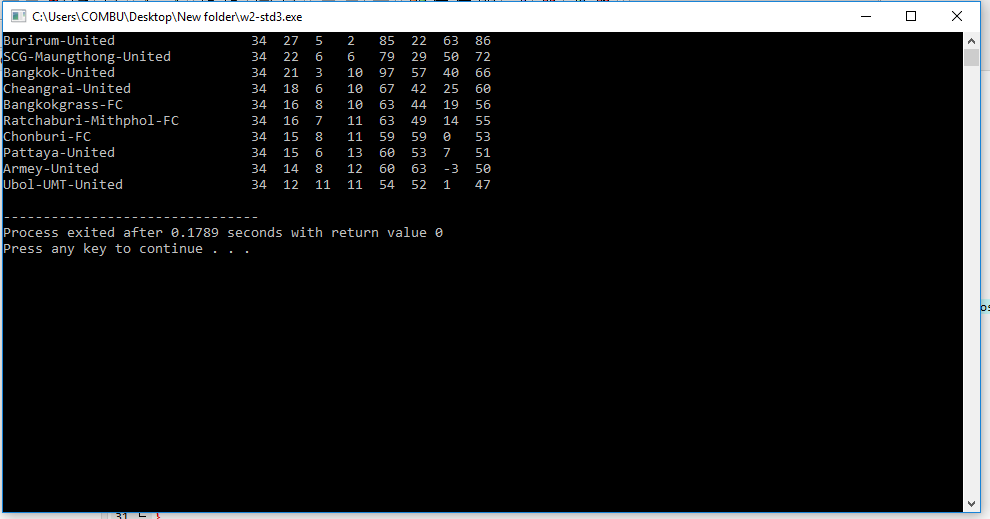 C:\Users\COMBU\Desktop\New folder\w2-std3.exe
Burirum-United 34 27 5 2 85 22 63 86
SCG-Maungthong-United 34 22 6 6 79 29 50 72
Bangkok-United 34 21 3 10 97 57 40 66
Cheangrai-United 34 18 6 10 67 42 25 60
Bangkokgrass-FC 34 16 8 10 63 44 19 56
Ratchaburi-Mithphol-FC 34 16 7 11 63 49 14 55
Chonburi-FC 34 15 8 11 59 59 0 53
Pattaya-United 34 15 6 13 60 53 7 51
Armey-United 34 14 8 12 60 63 -3 50
Ubol-UMT-United 34 12 11 11 54 52 1 47
--------------------------------
Process exited after 0.1789 seconds with return value 0
Press any key to continue . . .
31 }